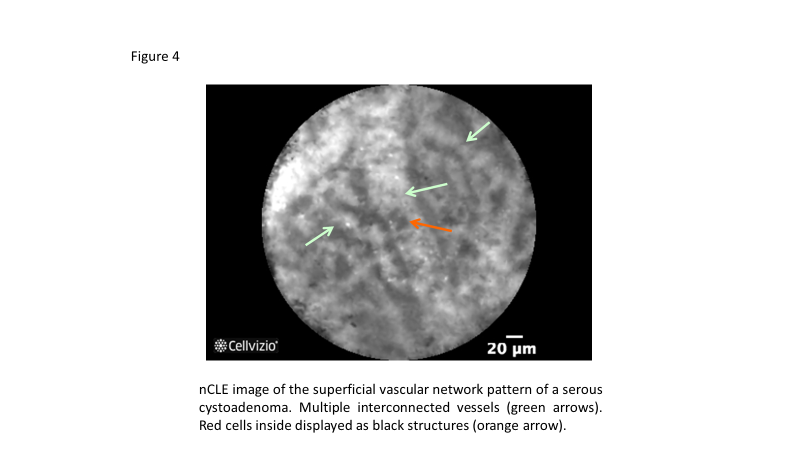 Figure 4
Cellvizio
20 µm
nCLE image of the superficial vascular network pattern of a serous
cystoadenoma. Multiple interconnected vessels (green arrows).
Red cells inside displayed as black structures (orange arrow).